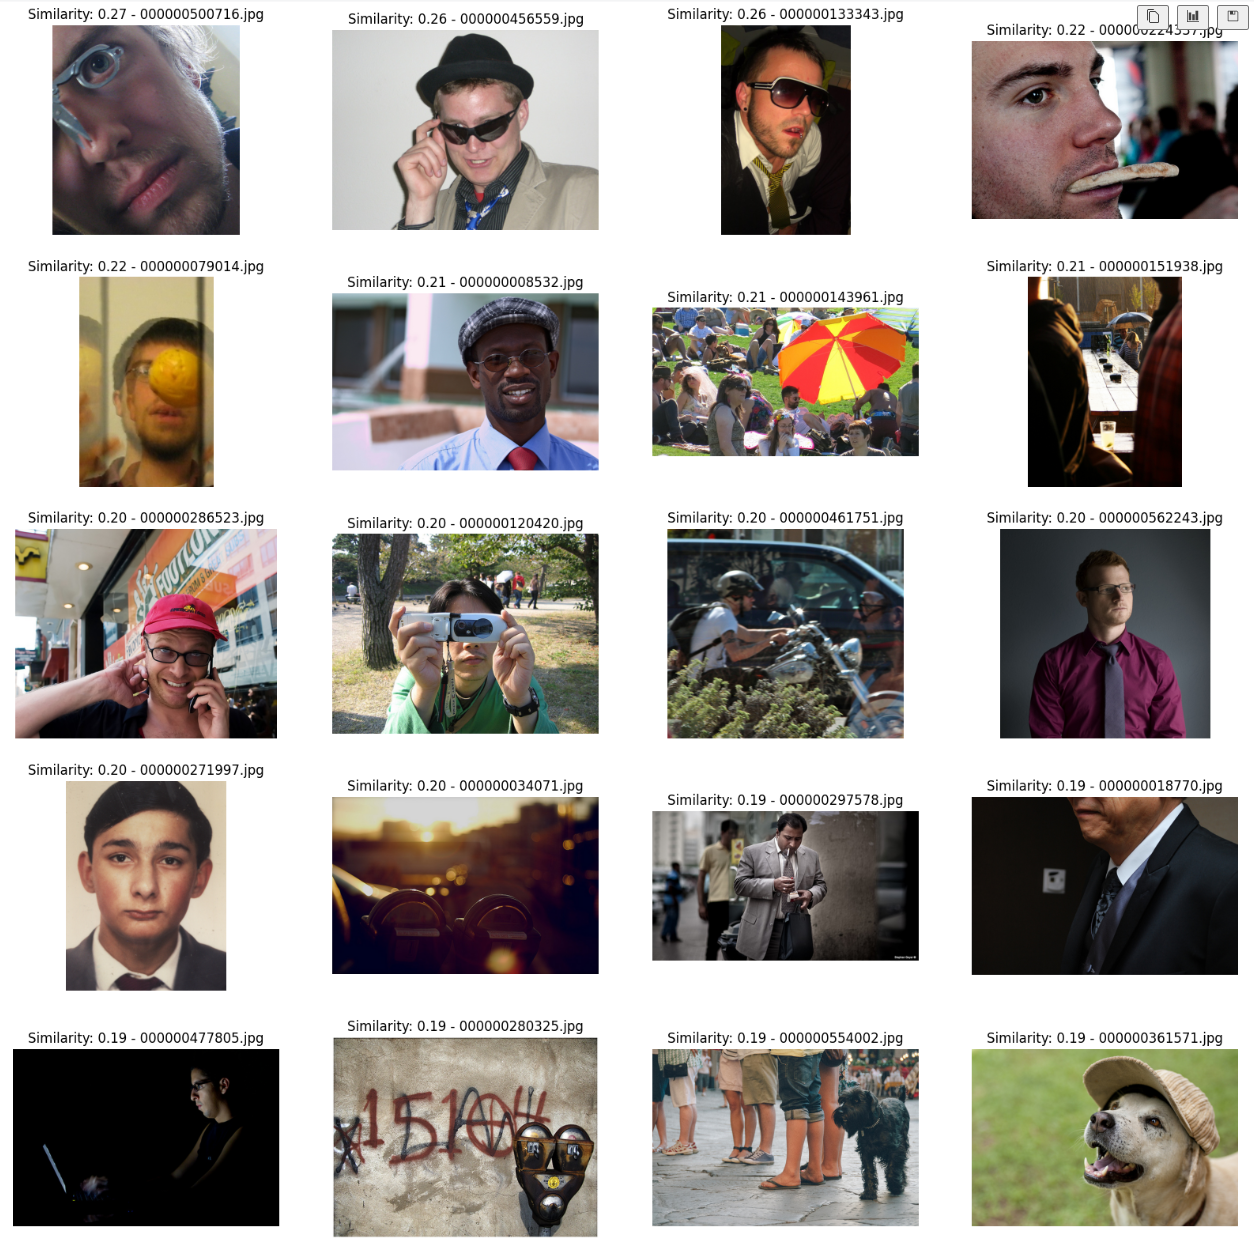 Similarity: 0.27 - 000000500716.jpg
Similarity: 0.26 - 000000456559.jpg
Similarity: 0.26 - 000000133343.jpg
Similarity: 0.22 - 000000224337.jpg
Similarity: 0.22 - 000000079014.jpg
Similarity: 0.21 - 000000008532.jpg
Similarity: 0.21 - 000000143961.jpg
Similarity: 0.21 - 000000151938.jpg
Similarity: 0.20 - 000000286523.jpg
Similarity: 0.20 - 000000120420.jpg
Similarity: 0.20 - 000000461751.jpg
Similarity: 0.20 - 000000562243.jpg
FOOTLON
Similarity: 0.20 - 000000271997.jpg
Similarity: 0.20 - 000000034071.jpg
Similarity: 0.19 - 000000297578.jpg
Similarity: 0.19 - 000000018770.jpg
Similarity: 0.19 - 000000477805.jpg
Similarity: 0.19 - 000000280325.jpg
Similarity: 0.19 - 000000554002.jpg
Similarity: 0.19 - 000000361571.jpg